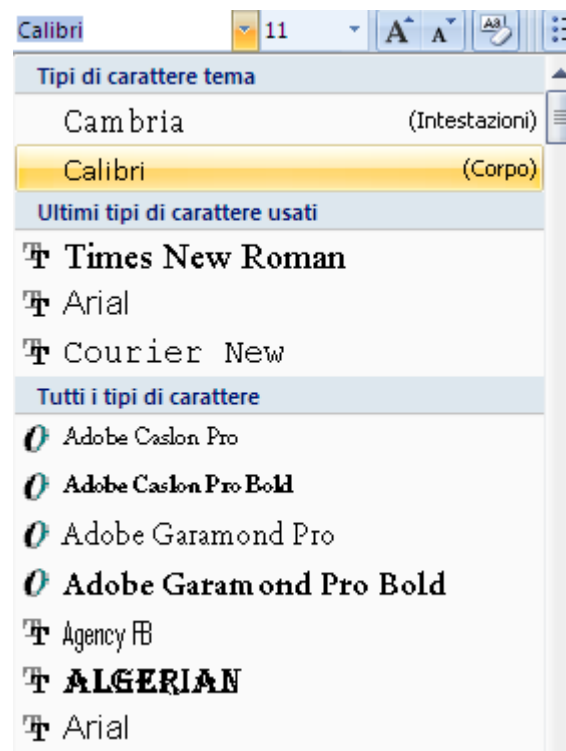 Calibri 11 A A Aa
Tipi di carattere tema
Cambria (Intestazioni)
Calibri (Corpo)
Ultimi tipi di carattere usati
Times New Roman
Arial
Courier New
Tutti i tipi di carattere
Adobe Caslon Pro
Adobe Caslon Pro Bold
Adobe Garamond Pro
Adobe Garamond Pro Bold
Agency FB
ALGERIAN
Arial